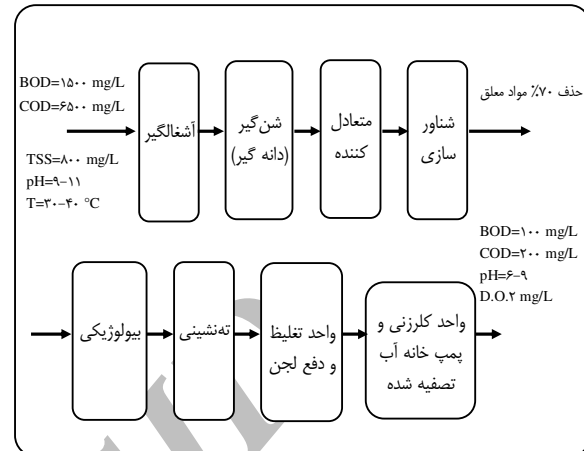 BOD=۱۵۰۰ mg/L
COD=۶۵۰۰ mg/L
TSS=۸۰۰ mg/L
pH=۹-۱۱
T=۳۰-۴۰ °C
آشغالگیر
شن‌گیر
(دانه گیر)
متعادل
کننده
شناور
سازی
حذف ۷۰٪ مواد معلق
بیولوژیکی
ته‌نشینی
واحد تغلیظ
و دفع لجن
واحد کلرزنی و
پمپ خانه آب
تصفیه شده
BOD=۱۰۰ mg/L
COD=۲۰۰ mg/L
pH=۶-۹
D.O.۲ mg/L